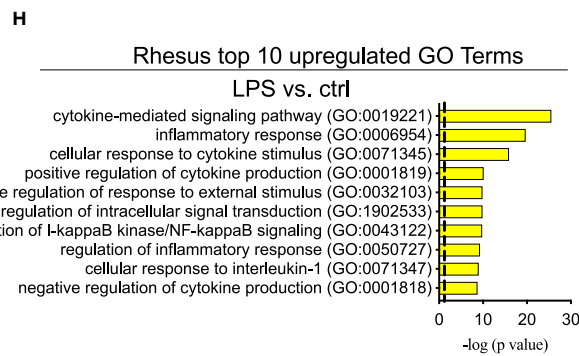 H
Rhesus top 10 upregulated GO Terms
LPS vs. ctrl
cytokine-mediated signaling pathway (GO:0019221)
inflammatory response (GO:0006954)
cellular response to cytokine stimulus (GO:0071345)
positive regulation of cytokine production (GO:0001819)
e regulation of response to external stimulus (GO:0032103)
regulation of intracellular signal transduction (GO:1902533)
tion of I-kappaB kinase/NF-kappaB signaling (GO:0043122)
regulation of inflammatory response (GO:0050727)
cellular response to interleukin-1 (GO:0071347)
negative regulation of cytokine production (GO:0001818)
0 10 20 30
-log (p value)